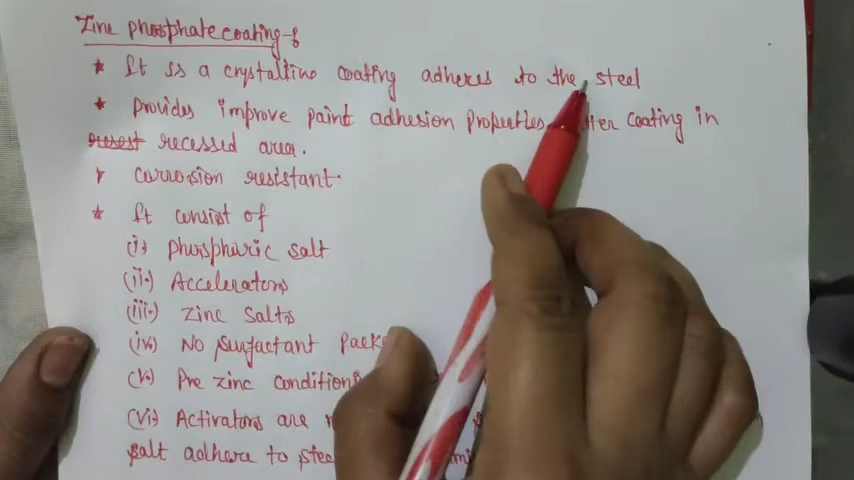 Zinc phosphate coating :-
* It is a crystalline coating adheres to the steel
* Provides improve paint adhesion properties coating in
recessed area.
* Corrosion resistant.
* It consist of
(i) phosphoric salt
(ii) Accelerators
(iii) Zinc Salts
(iv) No Surfactant
(v) Pre zinc
(vi) Activators are
salt adhere to